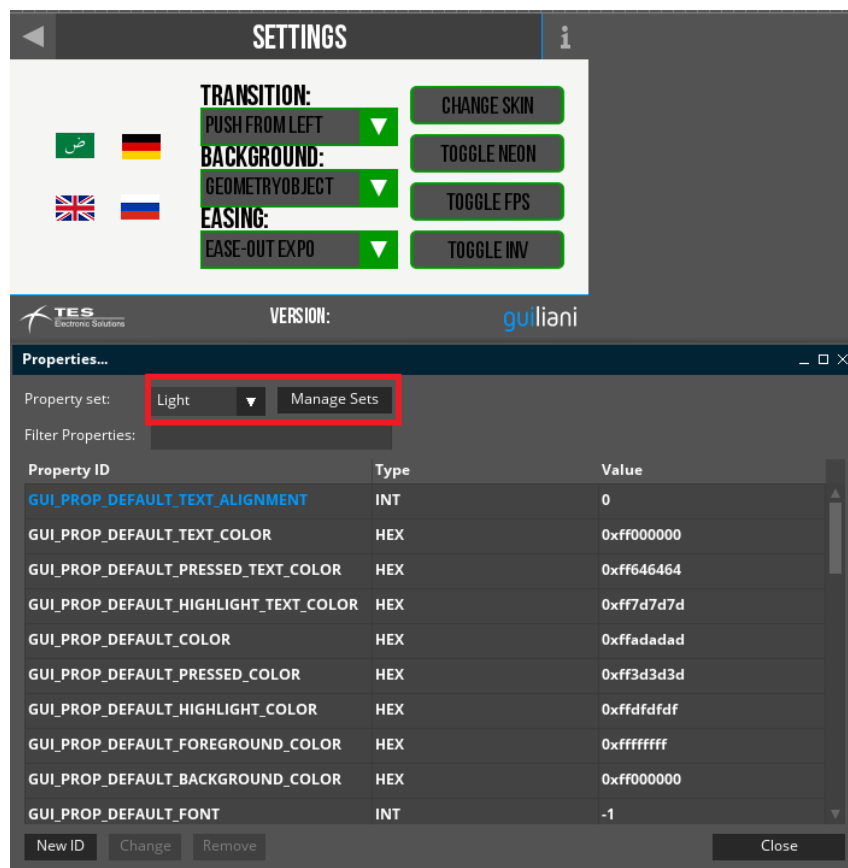 SETTINGS
i
TRANSITION:
PUSH FROM LEFT
BACKGROUND:
GEOMETRYOBJECT
EASING:
EASE-OUT EXPO
ض
CHANGE SKIN
TOGGLE NEON
TOGGLE FPS
TOGGLE INV
TES
Electronic Solutions
VERSION:
guiliani
Properties...
Property set: Light Manage Sets
Filter Properties:
Property ID Type Value
GUI_PROP_DEFAULT_TEXT_ALIGNMENT INT 0
GUI_PROP_DEFAULT_TEXT_COLOR HEX 0xff000000
GUI_PROP_DEFAULT_PRESSED_TEXT_COLOR HEX 0xff646464
GUI_PROP_DEFAULT_HIGHLIGHT_TEXT_COLOR HEX 0xff7d7d7d
GUI_PROP_DEFAULT_COLOR HEX 0xffadadad
GUI_PROP_DEFAULT_PRESSED_COLOR HEX 0xff3d3d3d
GUI_PROP_DEFAULT_HIGHLIGHT_COLOR HEX 0xffdfdfdf
GUI_PROP_DEFAULT_FOREGROUND_COLOR HEX 0xffffffff
GUI_PROP_DEFAULT_BACKGROUND_COLOR HEX 0xff000000
GUI_PROP_DEFAULT_FONT INT -1
New ID Change Remove Close